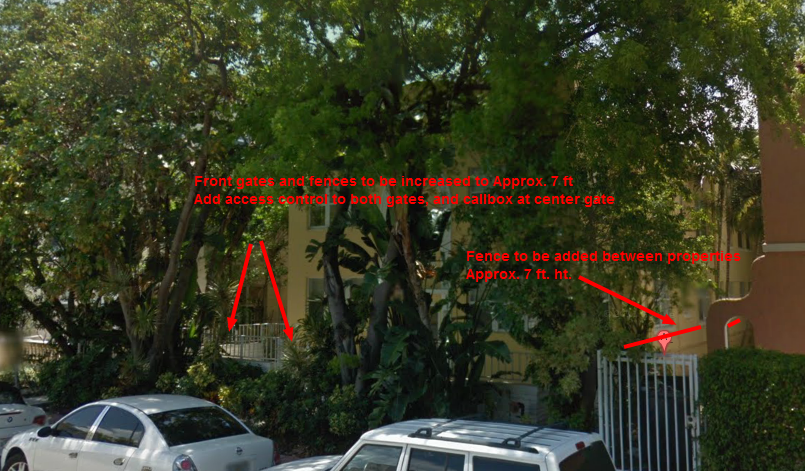 Front gates and fences to be increased to Approx. 7 ft
Add access control to both gates, and callbox at center gate
Fence to be added between properties
Approx. 7 ft. ht.